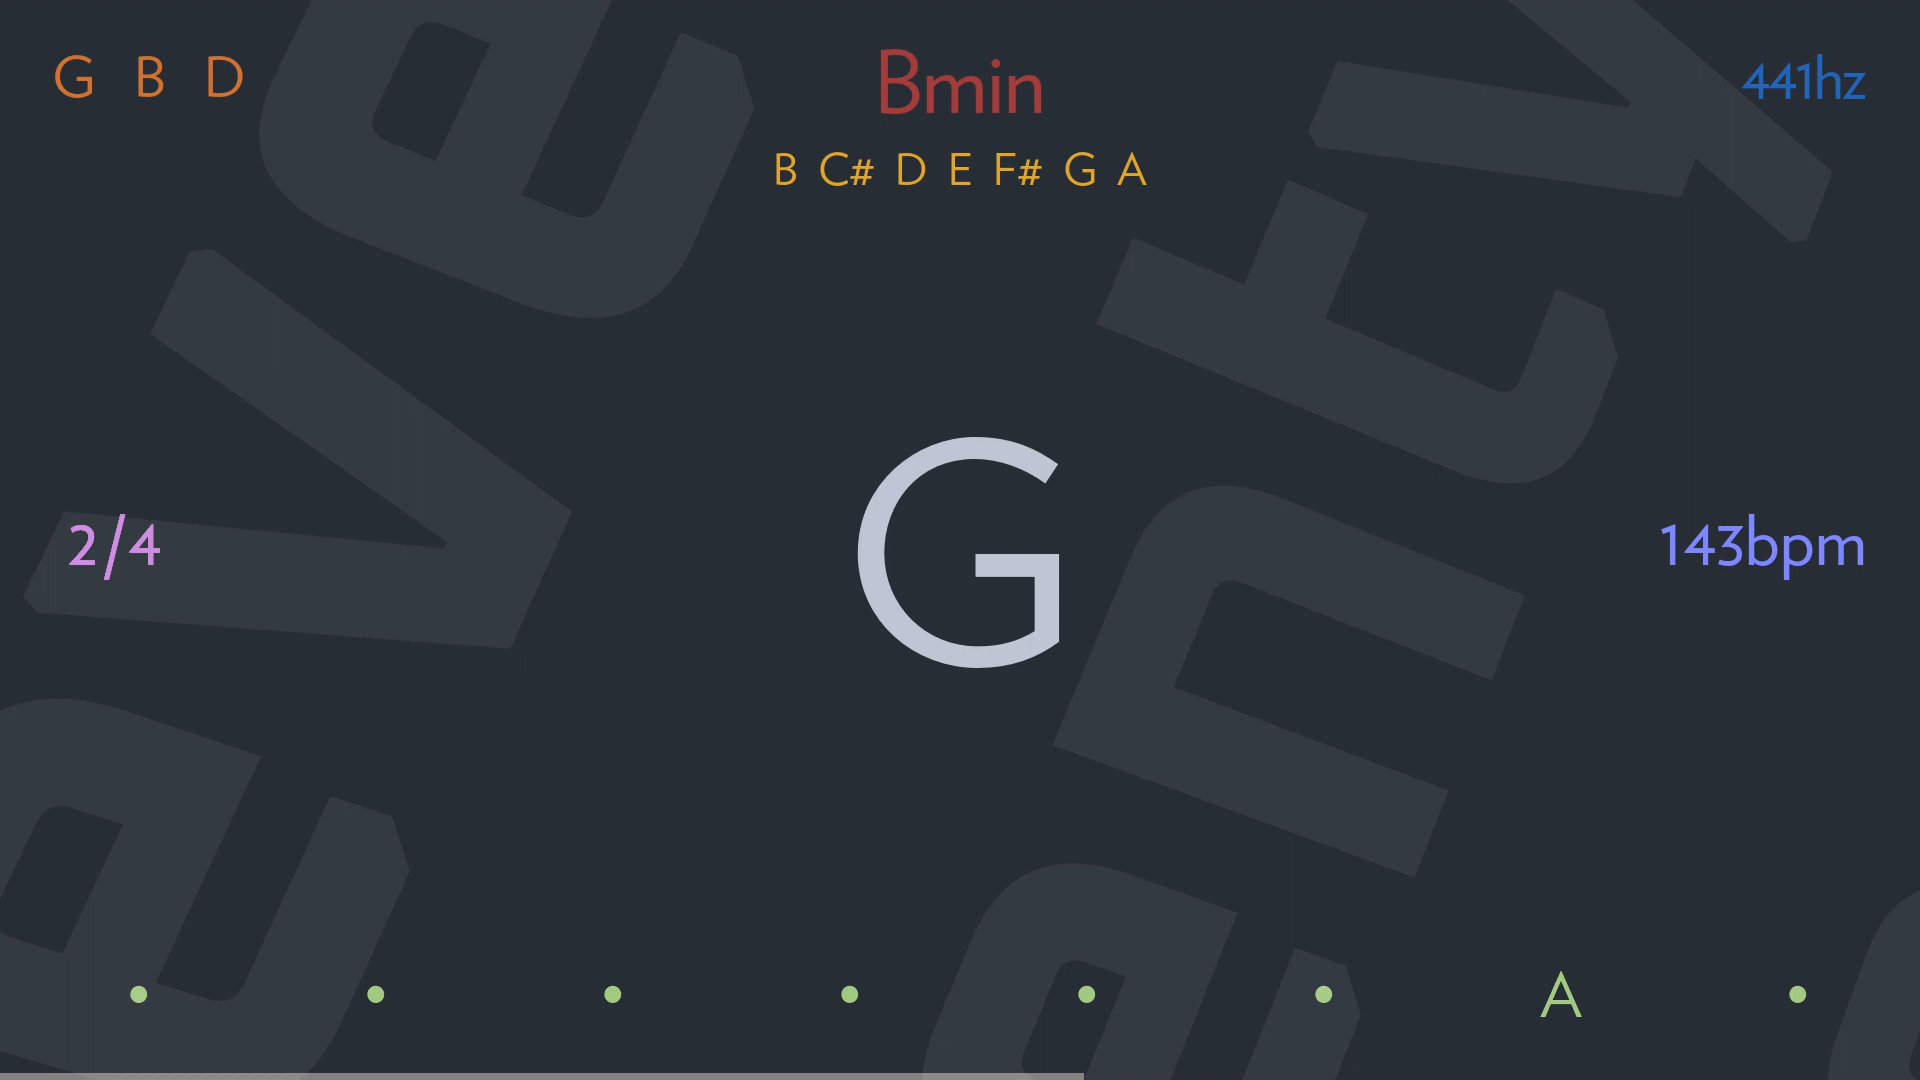 G B D
Bmin
441hz
B C# D E F# G A
G
2/4
143bpm
A